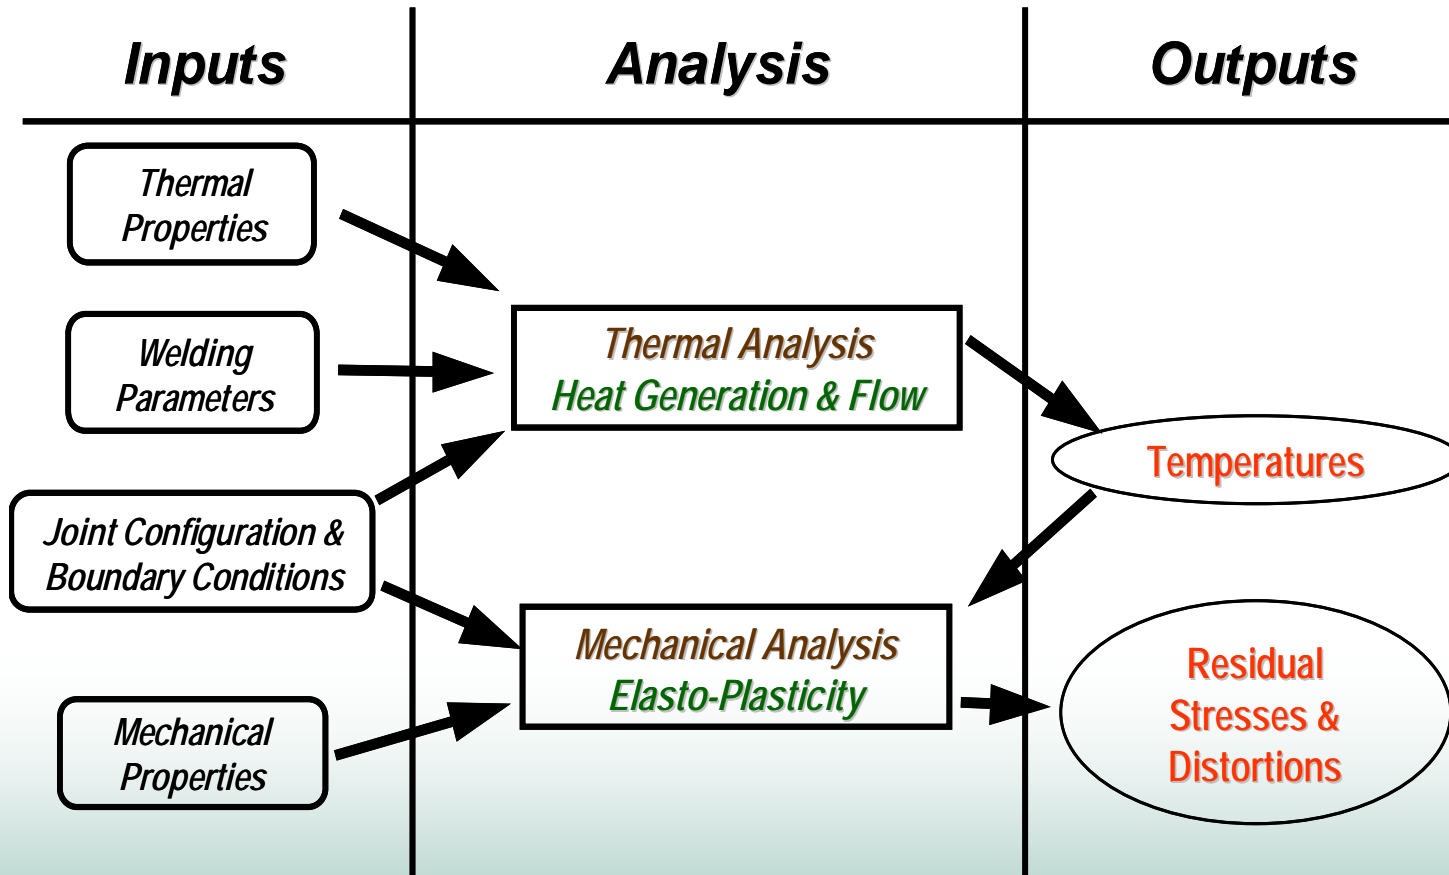 Inputs
Analysis
Outputs
Thermal
Properties
Welding
Parameters
Joint Configuration &
Boundary Conditions
Mechanical
Properties
Thermal Analysis
Heat Generation & Flow
Mechanical Analysis
Elasto-Plasticity
Temperatures
Residual
Stresses &
Distortions